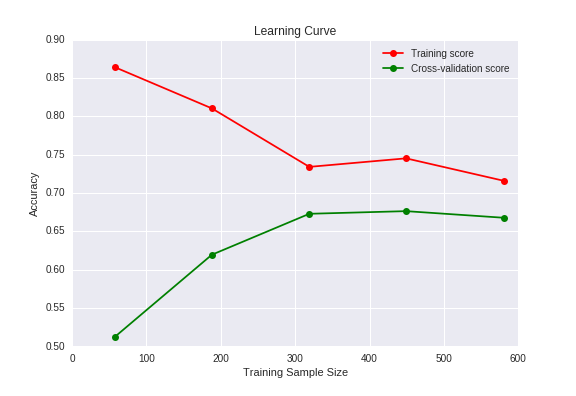 Learning Curve
0.90
0.85
0.80
0.75
0.70
0.65
0.60
0.55
0.50
Accuracy
Training score
Cross-validation score
0 100 200 300 400 500 600
Training Sample Size